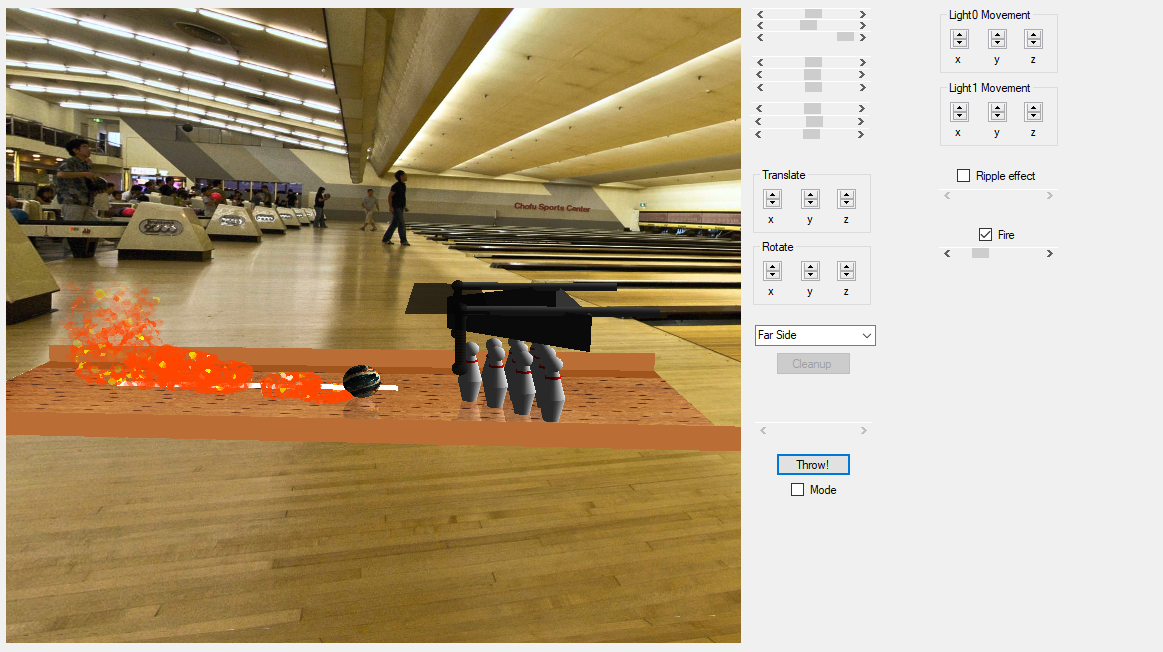 Chofu Sports Center
Light0 Movement
x y z
Light1 Movement
x y z
Ripple effect
Fire
Translate
x y z
Rotate
x y z
Far Side
Cleanup
Throw!
Mode